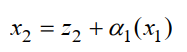 x₂ = z₂ + α₁(x₁)